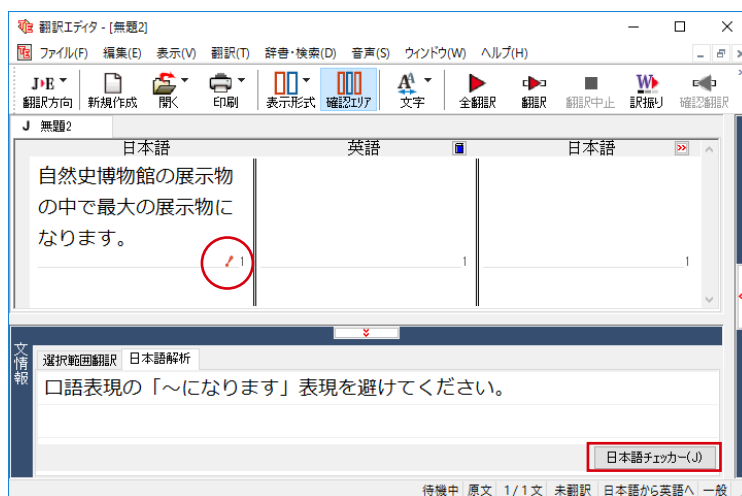 翻訳エディタ - [無題2]
ファイル(F) 編集(E) 表示(V) 翻訳(T) 辞書・検索(D) 音声(S) ウィンドウ(W) ヘルプ(H)
J▸E
翻訳方向 新規作成 開く 印刷 表示形式 確認エリア 文字 全翻訳 翻訳 翻訳中止 訳振り 確認翻訳
J 無題2
日本語 英語 日本語
自然史博物館の展示物
の中で最大の展示物に
なります。
1 1 1
文情報
選択範囲翻訳 日本語解析
口語表現の「～になります」表現を避けてください。
日本語チェッカー(J)
待機中 原文 1/1文 未翻訳 日本語から英語へ 一般